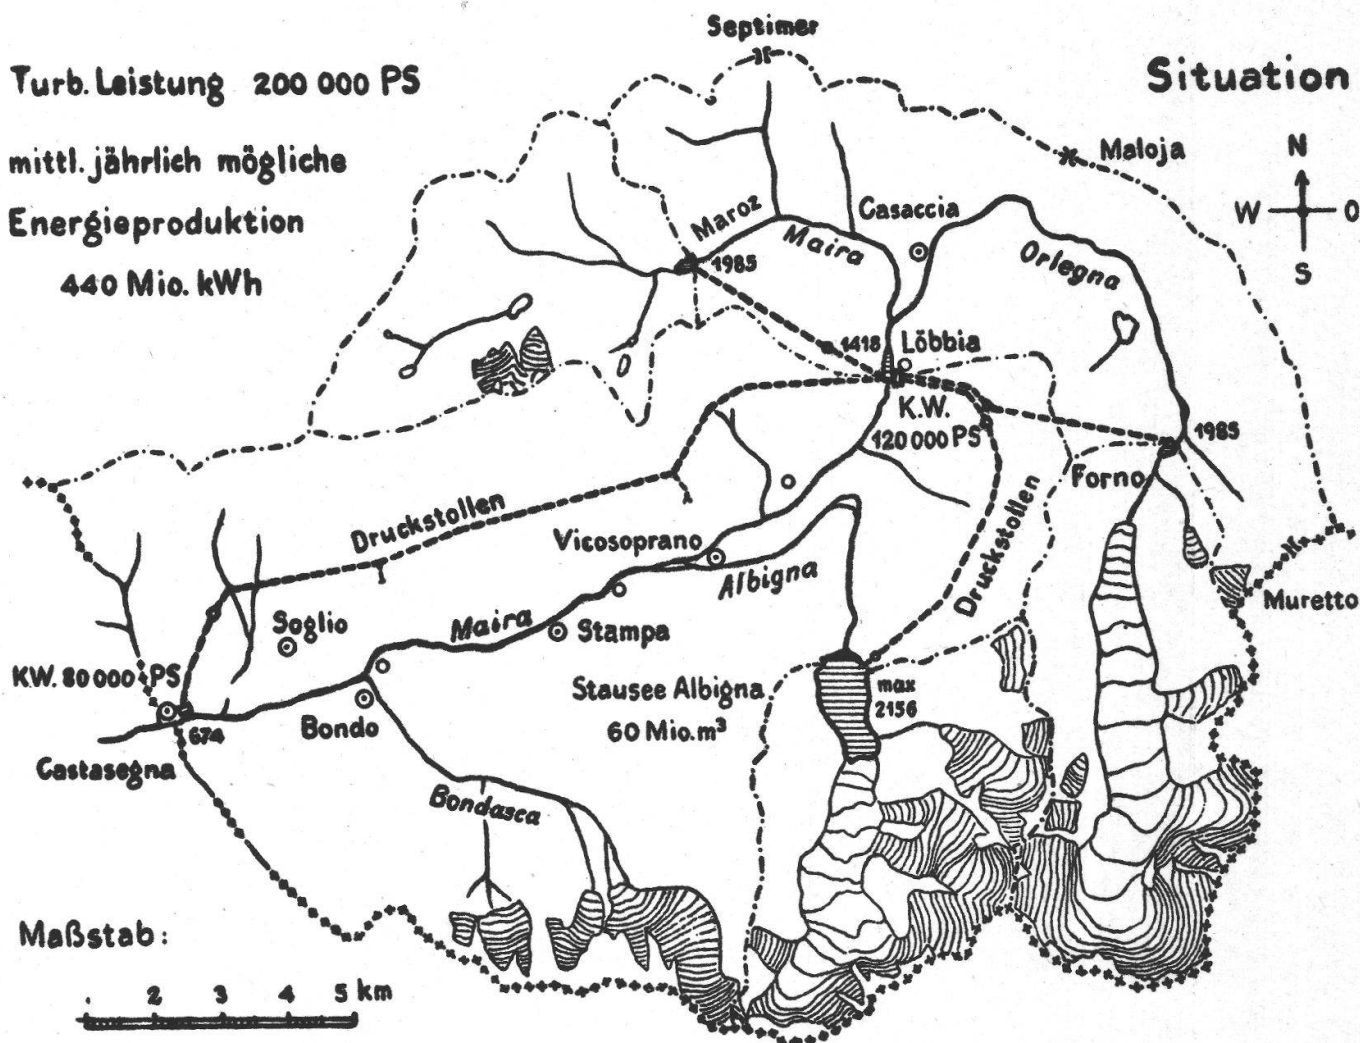 Septimer
Turb. Leistung 200 000 PS
Situation
mittl. jährlich mögliche
Energieproduktion
440 Mio. kWh
Maloja
N
W
O
S
Maroz
Casaccia
Maira
Orlegna
1985
1418
Löbbia
K.W.
120 000 PS
1985
Forno
Druckstollen
Druckstollen
Vicosoprano
Albigna
Muretto
Soglio
Maira
Stampa
K.W. 80 000 PS
Stausee Albigna
60 Mio. m³
max
2156
Bondo
674
Castasegna
Bondasca
Maßstab:
2 3 4 5 km